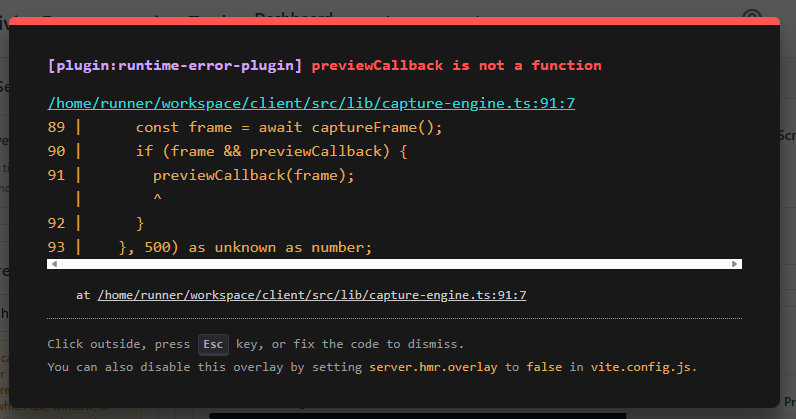 Dashboard
[plugin:runtime-error-plugin] previewCallback is not a function
/home/runner/workspace/client/src/lib/capture-engine.ts:91:7
89 |      const frame = await captureFrame();
90 |      if (frame && previewCallback) {
91 |        previewCallback(frame);
   |        ^
92 |      }
93 |    }, 500) as unknown as number;
at /home/runner/workspace/client/src/lib/capture-engine.ts:91:7
Click outside, press Esc key, or fix the code to dismiss.
You can also disable this overlay by setting server.hmr.overlay to false in vite.config.js.